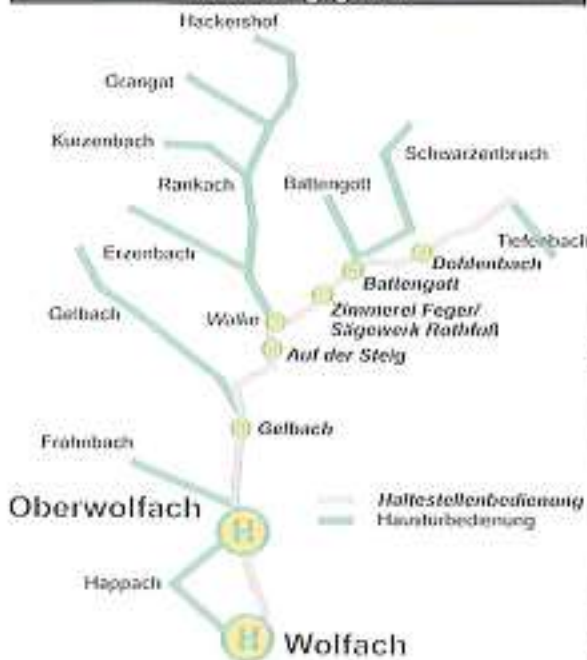 Hackershof
Grangat
Kurzenbach
Schwarzenbruch
Rankach
Battengott
Tiefenbach
Erzenbach
Dohlenbach
Battengott
Gelbach
Zimmerei Feger/
Sägewerk Rothfuß
Walke
Auf der Steig
Gelbach
Frohnbach
Haltestellenbedienung
Haustürbedienung
Oberwolfach
H
Happach
H
Wolfach